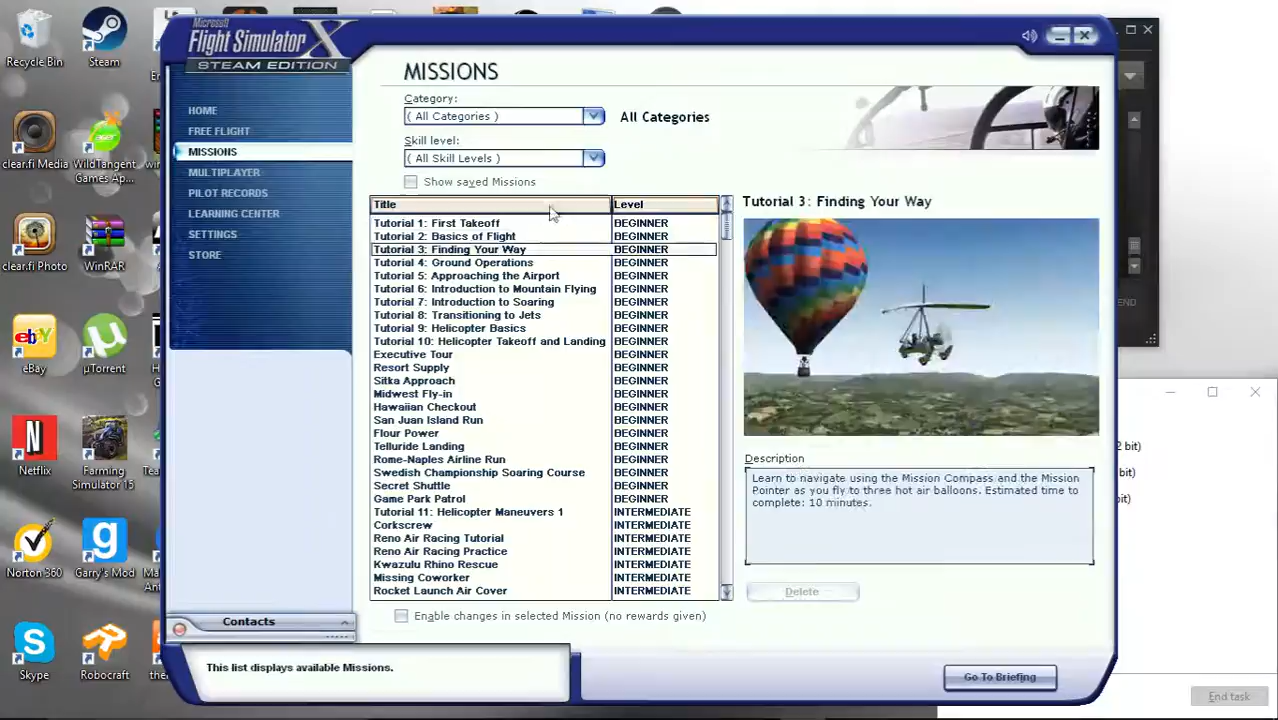 Microsoft
Flight Simulator X
STEAM EDITION
HOME
FREE FLIGHT
MISSIONS
MULTIPLAYER
PILOT RECORDS
LEARNING CENTER
SETTINGS
STORE
Contacts
This list displays available Missions.
MISSIONS
Category:
( All Categories )
All Categories
Skill level:
( All Skill Levels )
Show saved Missions
Title Level
Tutorial 1: First Takeoff BEGINNER
Tutorial 2: Basics of Flight BEGINNER
Tutorial 3: Finding Your Way BEGINNER
Tutorial 4: Ground Operations BEGINNER
Tutorial 5: Approaching the Airport BEGINNER
Tutorial 6: Introduction to Mountain Flying BEGINNER
Tutorial 7: Introduction to Soaring BEGINNER
Tutorial 8: Transitioning to Jets BEGINNER
Tutorial 9: Helicopter Basics BEGINNER
Tutorial 10: Helicopter Takeoff and Landing BEGINNER
Executive Tour BEGINNER
Resort Supply BEGINNER
Sitka Approach BEGINNER
Midwest Fly-in BEGINNER
Hawaiian Checkout BEGINNER
San Juan Island Run BEGINNER
Flour Power BEGINNER
Telluride Landing BEGINNER
Rome-Naples Airline Run BEGINNER
Swedish Championship Soaring Course BEGINNER
Secret Shuttle BEGINNER
Game Park Patrol BEGINNER
Tutorial 11: Helicopter Maneuvers 1 INTERMEDIATE
Corkscrew INTERMEDIATE
Reno Air Racing Tutorial INTERMEDIATE
Reno Air Racing Practice INTERMEDIATE
Kwazulu Rhino Rescue INTERMEDIATE
Missing Coworker INTERMEDIATE
Rocket Launch Air Cover INTERMEDIATE
Enable changes in selected Mission (no rewards given)
Tutorial 3: Finding Your Way
Description
Learn to navigate using the Mission Compass and the Mission
Pointer as you fly to three hot air balloons. Estimated time to
complete: 10 minutes.
Delete
Go To Briefing
Recycle Bin
Steam
clear.fi Media
WildTangent
Games Ap...
clear.fi Photo
WinRAR
eBay
µTorrent
Netflix
Farming
Simulator 15
Norton 360
Garry's Mod
Skype
Robocraft
END
2 bit)
bit)
bit)
End task